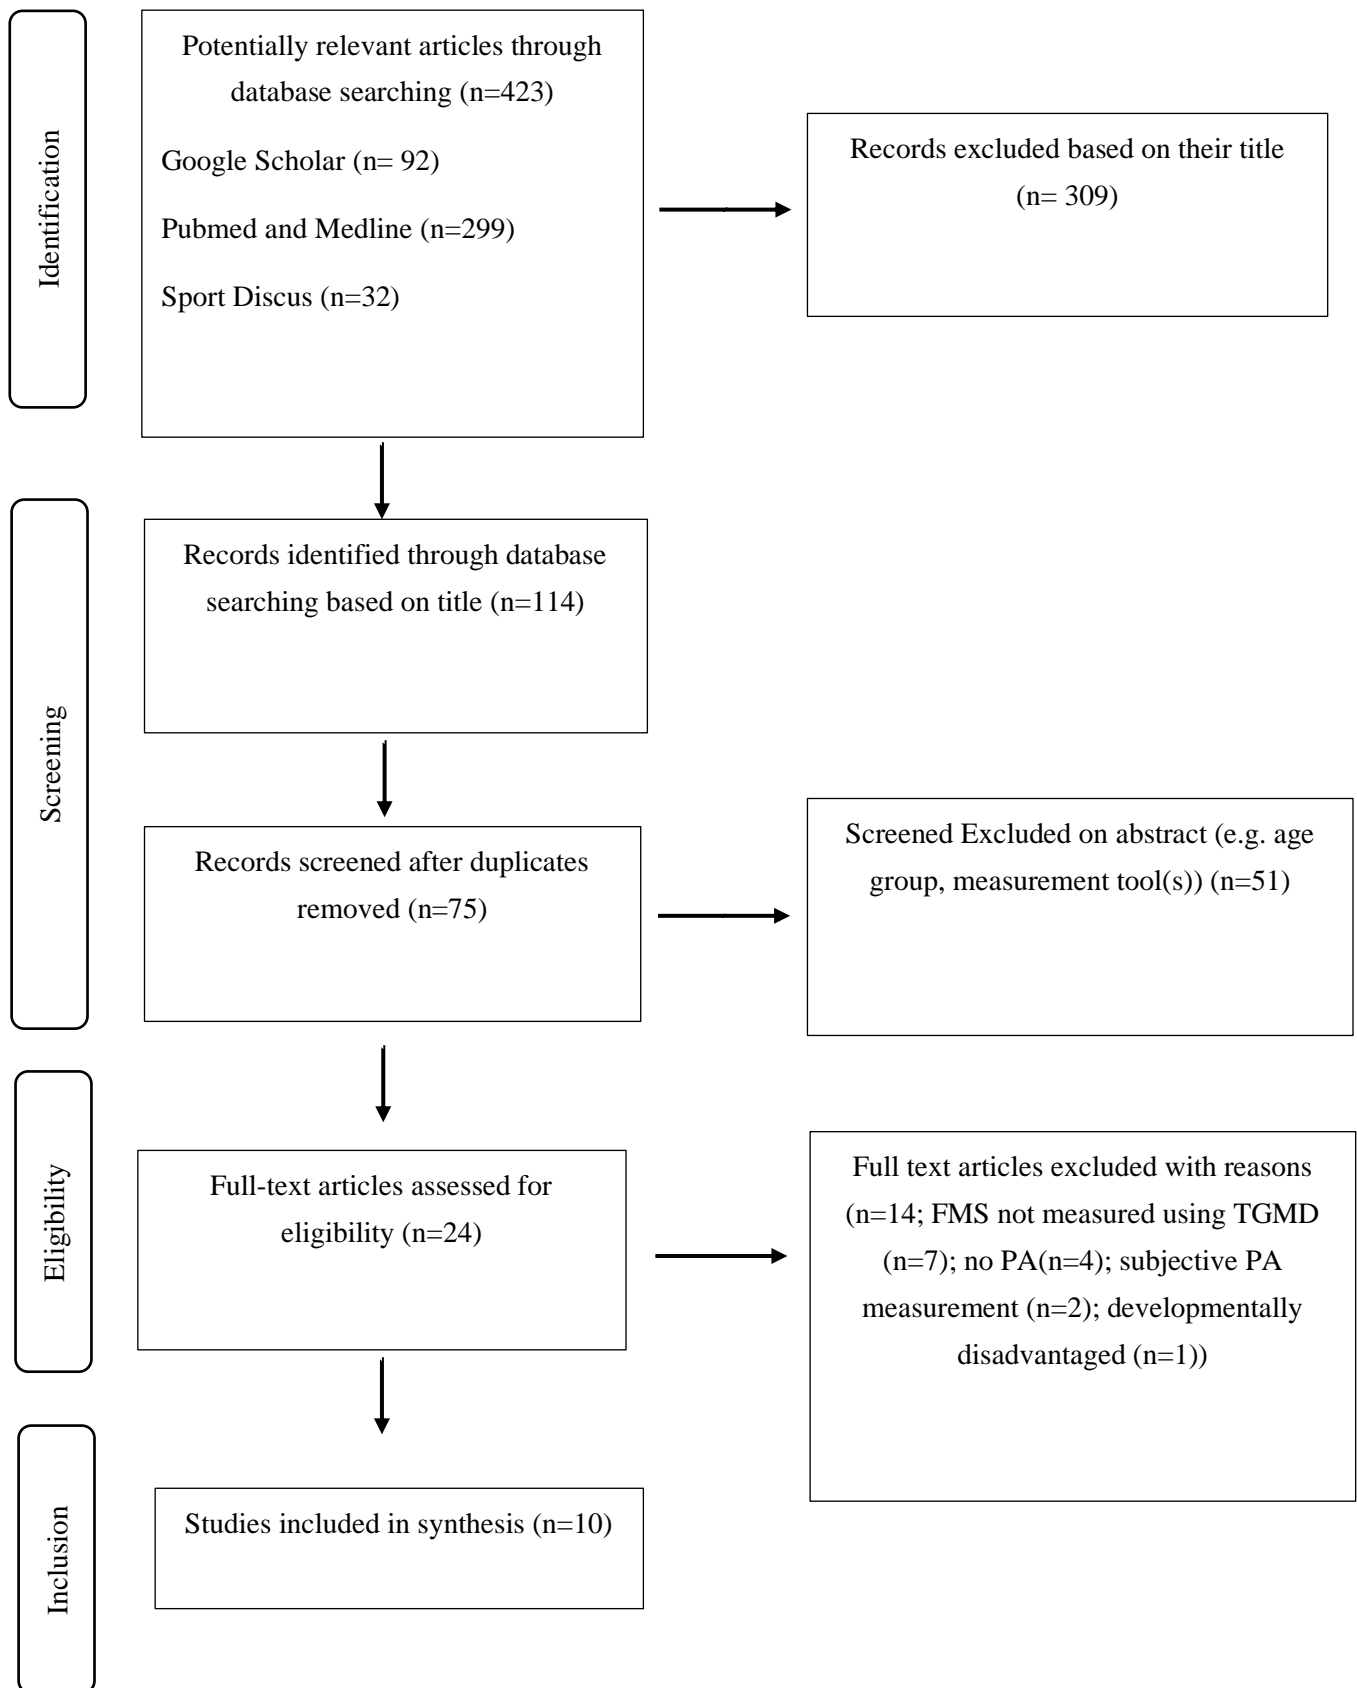 Identification
Potentially relevant articles through
database searching (n=423)
Google Scholar (n= 92)
Pubmed and Medline (n=299)
Sport Discus (n=32)
Records excluded based on their title
(n= 309)
Screening
Records identified through database
searching based on title (n=114)
Records screened after duplicates
removed (n=75)
Screened Excluded on abstract (e.g. age
group, measurement tool(s)) (n=51)
Eligibility
Full-text articles assessed for
eligibility (n=24)
Full text articles excluded with reasons
(n=14; FMS not measured using TGMD
(n=7); no PA(n=4); subjective PA
measurement (n=2); developmentally
disadvantaged (n=1))
Inclusion
Studies included in synthesis (n=10)